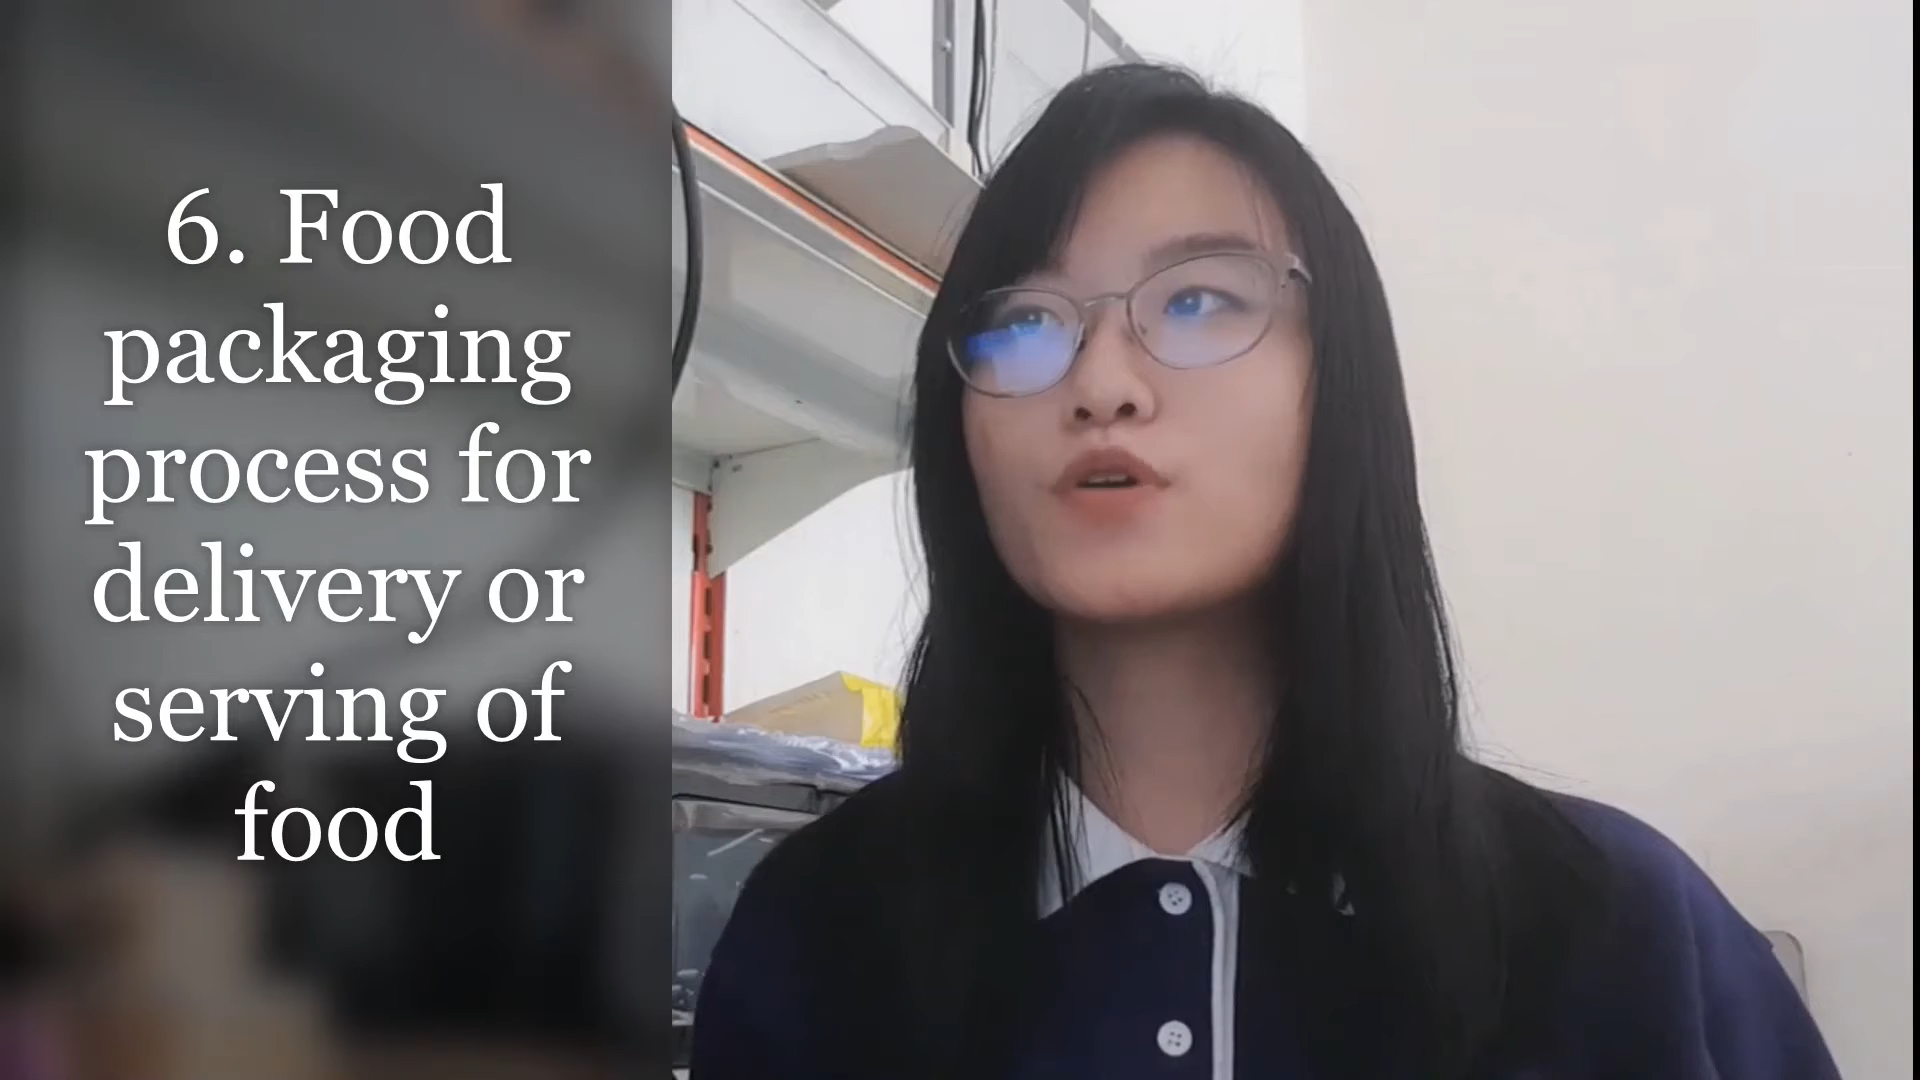 6. Food
packaging
process for
delivery or
serving of
food